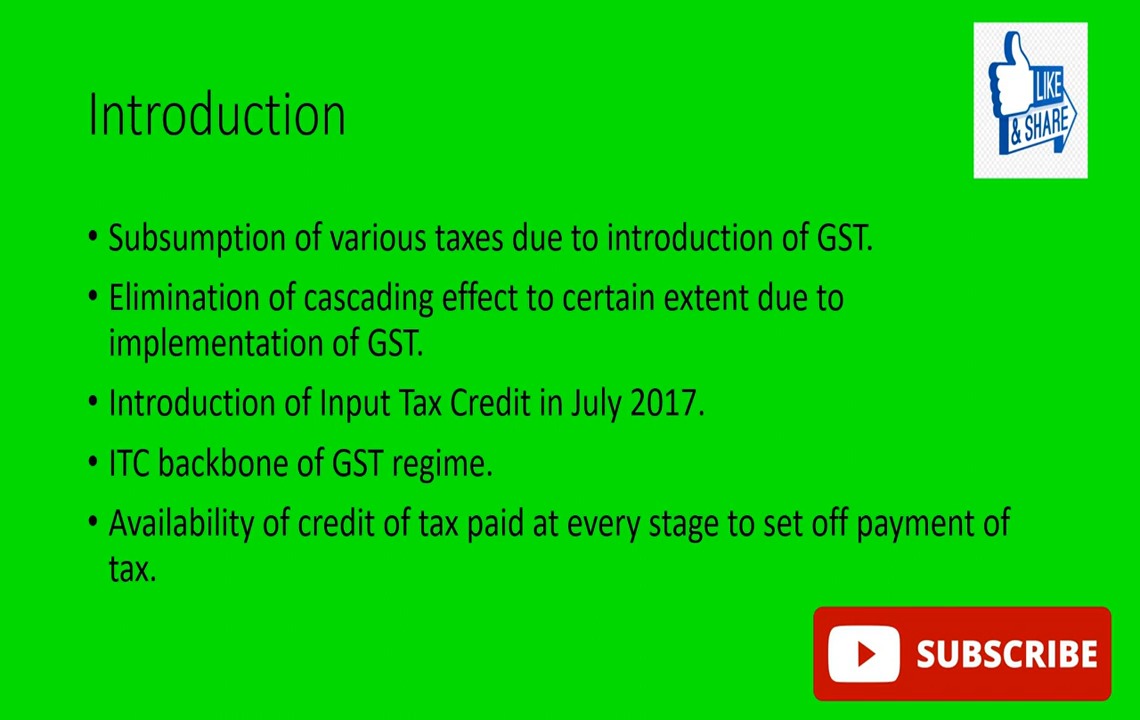 LIKE
& SHARE
Introduction
• Subsumption of various taxes due to introduction of GST.
• Elimination of cascading effect to certain extent due to
implementation of GST.
• Introduction of Input Tax Credit in July 2017.
• ITC backbone of GST regime.
• Availability of credit of tax paid at every stage to set off payment of
tax.
SUBSCRIBE